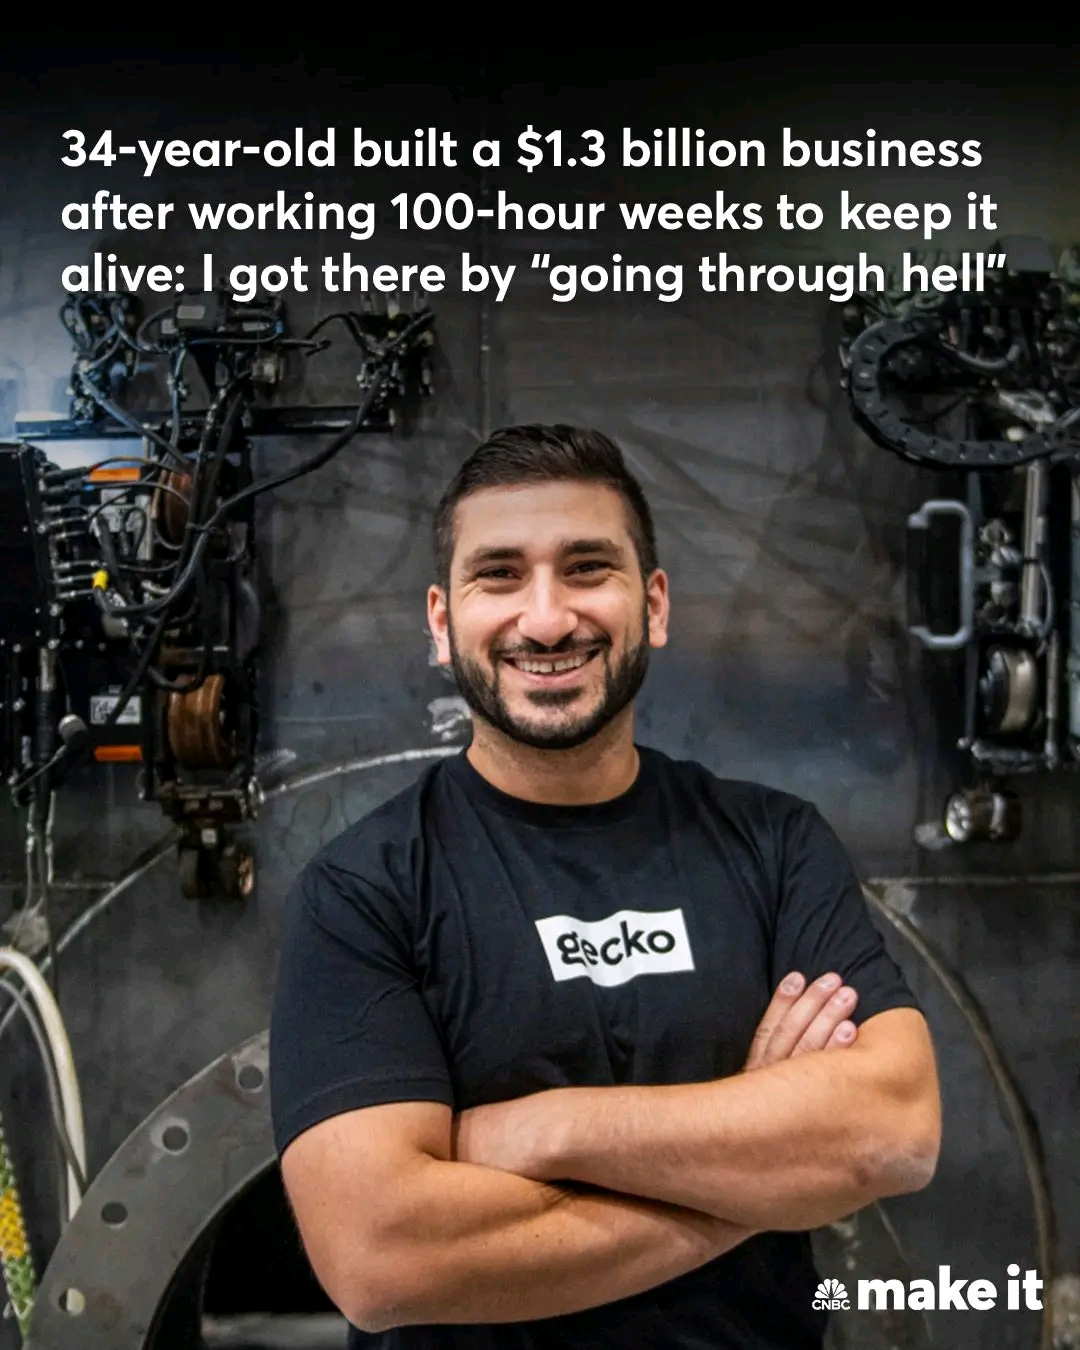 34-year-old built a $1.3 billion business
after working 100-hour weeks to keep it
alive: I got there by “going through hell”
gecko
CNBC make it